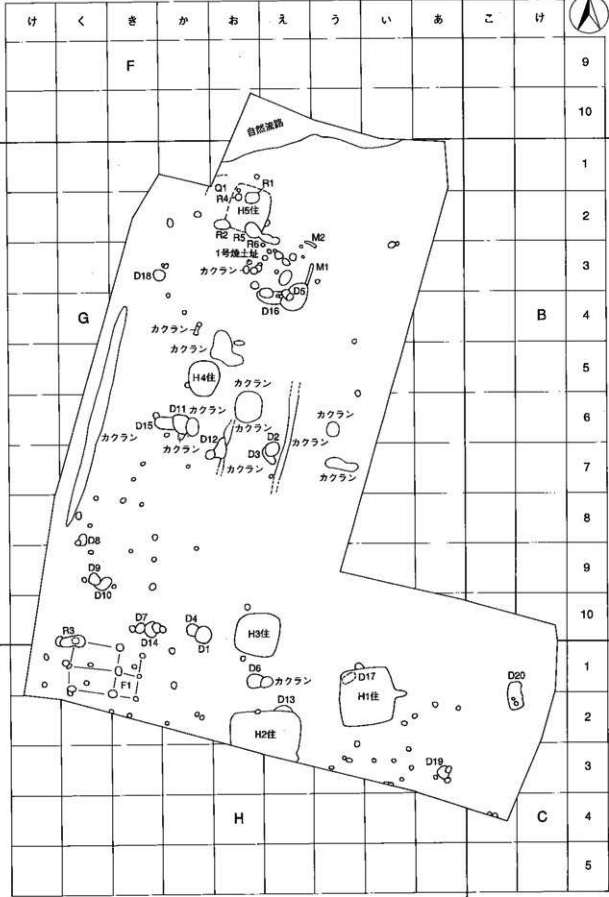 け く き か お え う い あ こ け
F
9
10
自然流路
1
Q1
R1
R4
H5住
2
R2
R5
R6
M2
1号焼土址
3
カクラン
M1
D18
D5
D16
4
G
B
カクラン
カクラン
5
H4住
カクラン
D11
カクラン
6
D15
カクラン
カクラン
カクラン
D12
D2
D3
カクラン
カクラン
カクラン
7
カクラン
8
D8
9
D9
D10
D7
D4
10
R3
D14
D1
H3住
1
F1
D6
カクラン
D17
D20
D13
H1住
2
H2住
3
D19
H
C
4
5